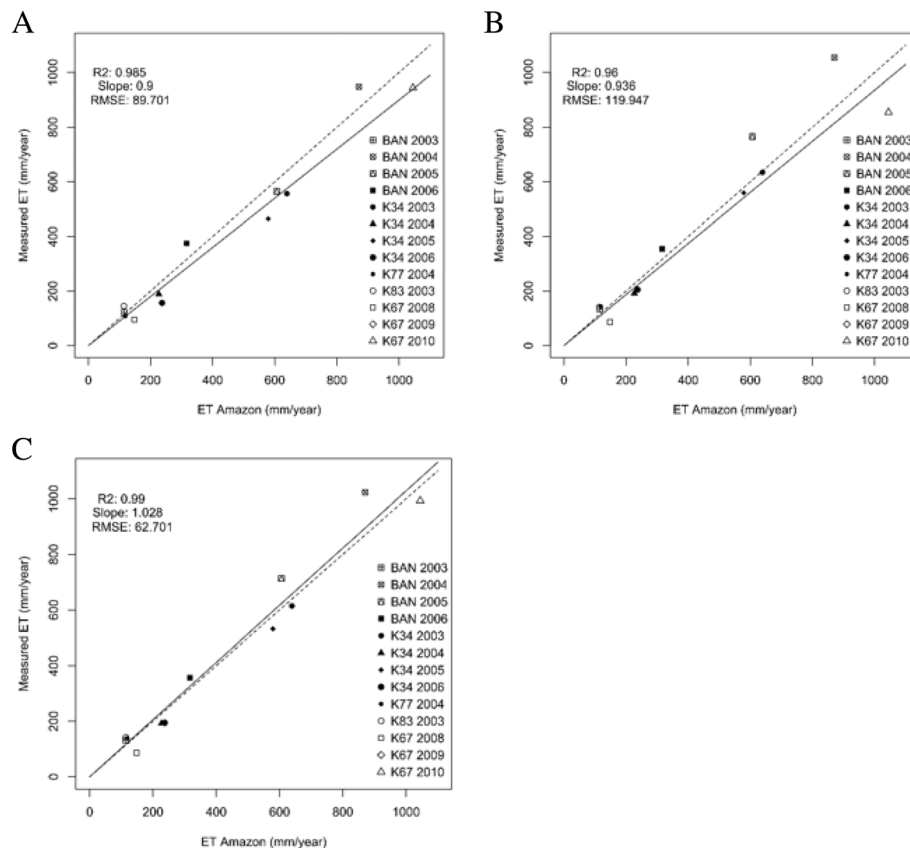 A
R2: 0.985
Slope: 0.9
RMSE: 89.701
Measured ET (mm/year)
0
200
400
600
800
1000
0
200
400
600
800
1000
ET Amazon (mm/year)
BAN 2003
BAN 2004
BAN 2005
BAN 2006
K34 2003
K34 2004
K34 2005
K34 2006
K77 2004
K83 2003
K67 2008
K67 2009
K67 2010
B
R2: 0.96
Slope: 0.936
RMSE: 119.947
Measured ET (mm/year)
0
200
400
600
800
1000
0
200
400
600
800
1000
ET Amazon (mm/year)
BAN 2003
BAN 2004
BAN 2005
BAN 2006
K34 2003
K34 2004
K34 2005
K34 2006
K77 2004
K83 2003
K67 2008
K67 2009
K67 2010
C
R2: 0.99
Slope: 1.028
RMSE: 62.701
Measured ET (mm/year)
0
200
400
600
800
1000
0
200
400
600
800
1000
ET Amazon (mm/year)
BAN 2003
BAN 2004
BAN 2005
BAN 2006
K34 2003
K34 2004
K34 2005
K34 2006
K77 2004
K83 2003
K67 2008
K67 2009
K67 2010